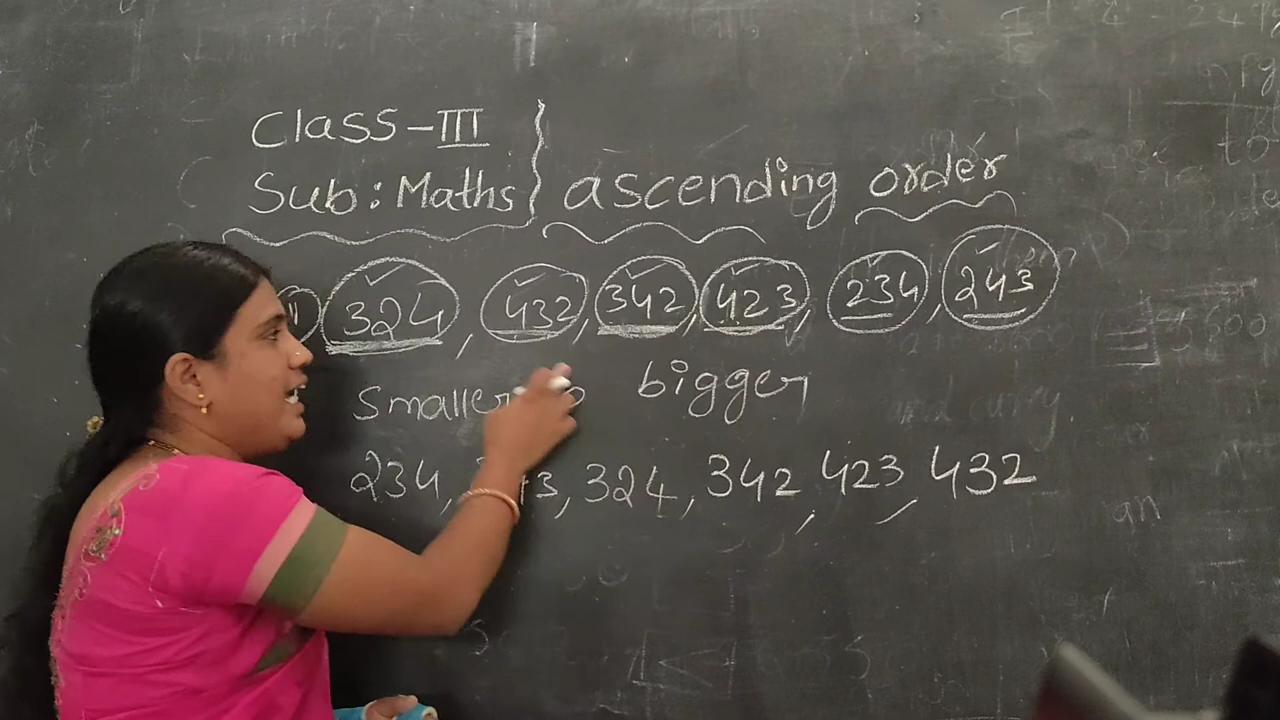 Class-III
Sub: Maths } ascending order
1) 324, 432, 342, 423, 234, 243
smaller bigger
234, 324, 342, 423, 432